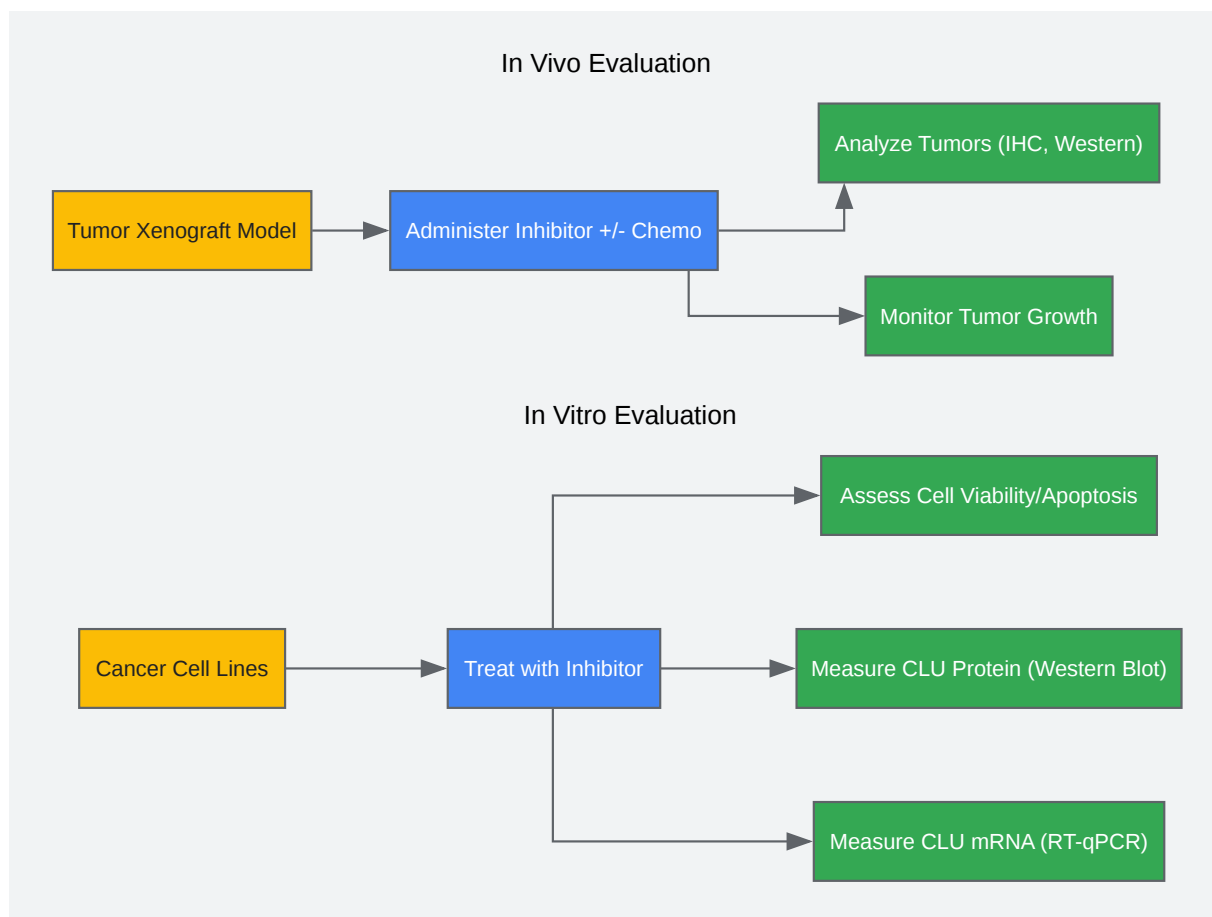 In Vivo Evaluation
Analyze Tumors (IHC, Western)
Tumor Xenograft Model
Administer Inhibitor +/- Chemo
Monitor Tumor Growth
In Vitro Evaluation
Assess Cell Viability/Apoptosis
Cancer Cell Lines
Treat with Inhibitor
Measure CLU Protein (Western Blot)
Measure CLU mRNA (RT-qPCR)